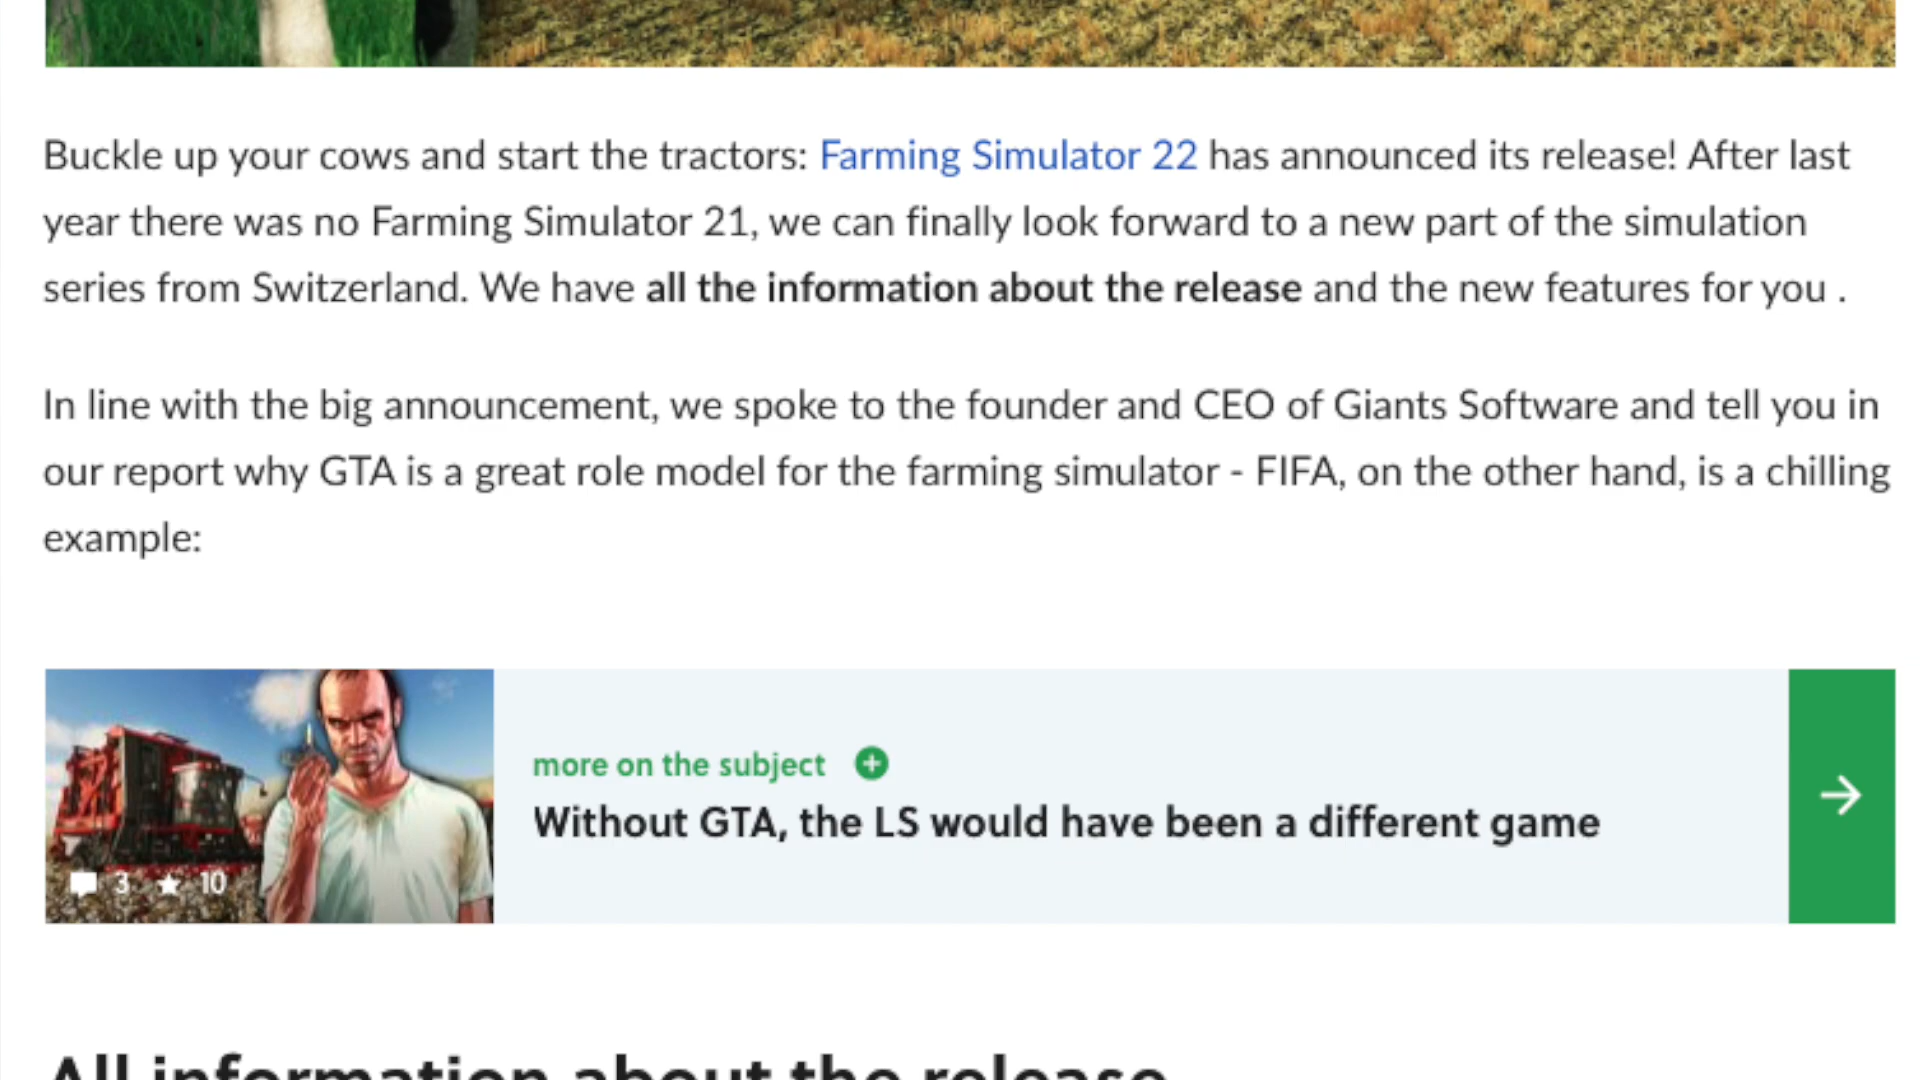 Buckle up your cows and start the tractors: Farming Simulator 22 has announced its release! After last
year there was no Farming Simulator 21, we can finally look forward to a new part of the simulation
series from Switzerland. We have all the information about the release and the new features for you .
In line with the big announcement, we spoke to the founder and CEO of Giants Software and tell you in
our report why GTA is a great role model for the farming simulator - FIFA, on the other hand, is a chilling
example:
more on the subject
Without GTA, the LS would have been a different game
3 10
All information about the release